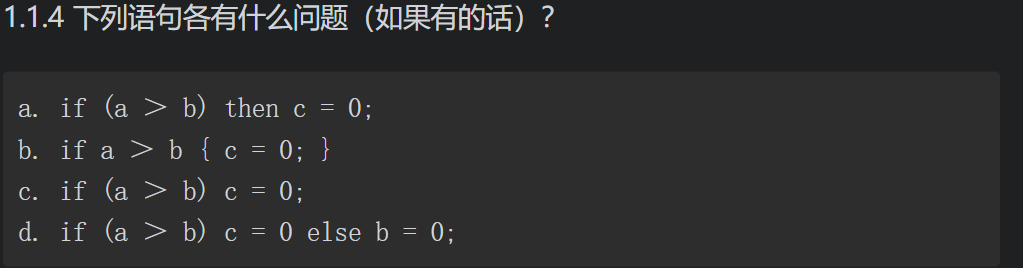 1.1.4 下列语句各有什么问题（如果有的话）？
a. if (a > b) then c = 0;
b. if a > b { c = 0; }
c. if (a > b) c = 0;
d. if (a > b) c = 0 else b = 0;